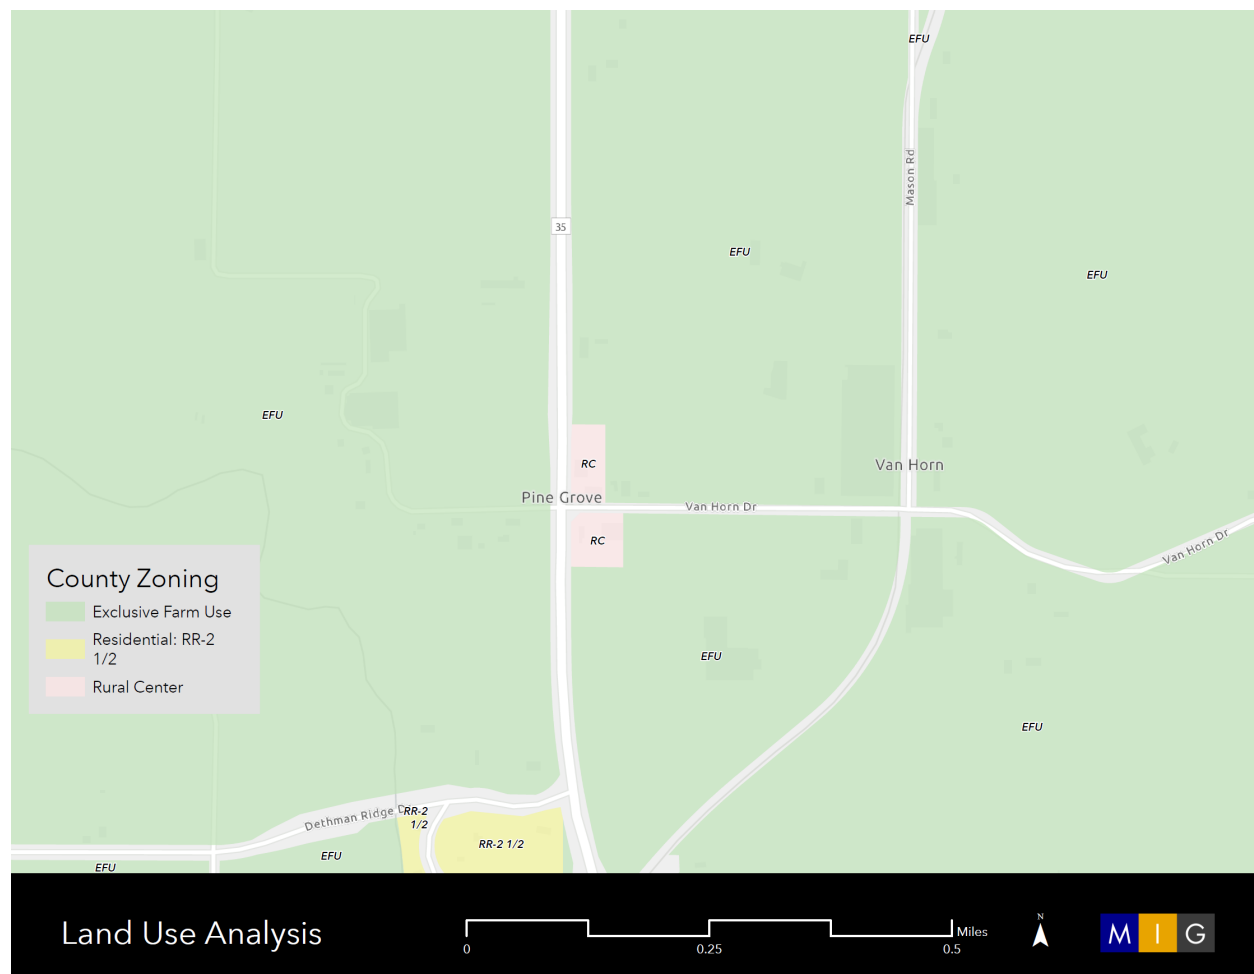 EFU
Mason Rd
35
EFU
EFU
EFU
RC
Van Horn
Pine Grove
Van Horn Dr
RC
Van Horn Dr
County Zoning
Exclusive Farm Use
Residential: RR-2
1/2
Rural Center
EFU
EFU
Dethman Ridge D
RR-2
1/2
RR-2 1/2
EFU
EFU
Land Use Analysis
0
0.25
0.5
Miles
N
M I G